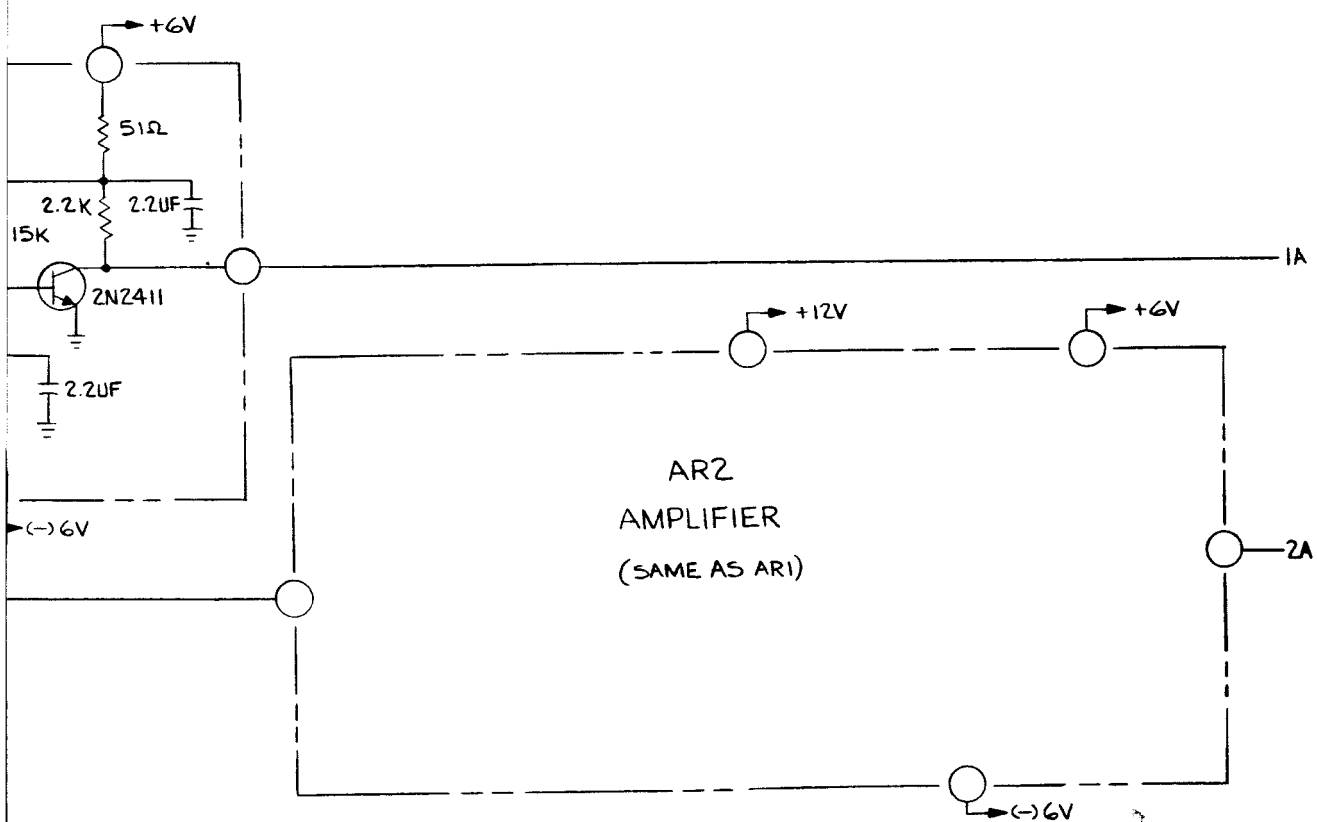 +6V
51Ω
2.2K
2.2UF
15K
2N2411
1A
+12V
+6V
2.2UF
AR2
AMPLIFIER
(SAME AS AR1)
(-)6V
2A
(-)6V